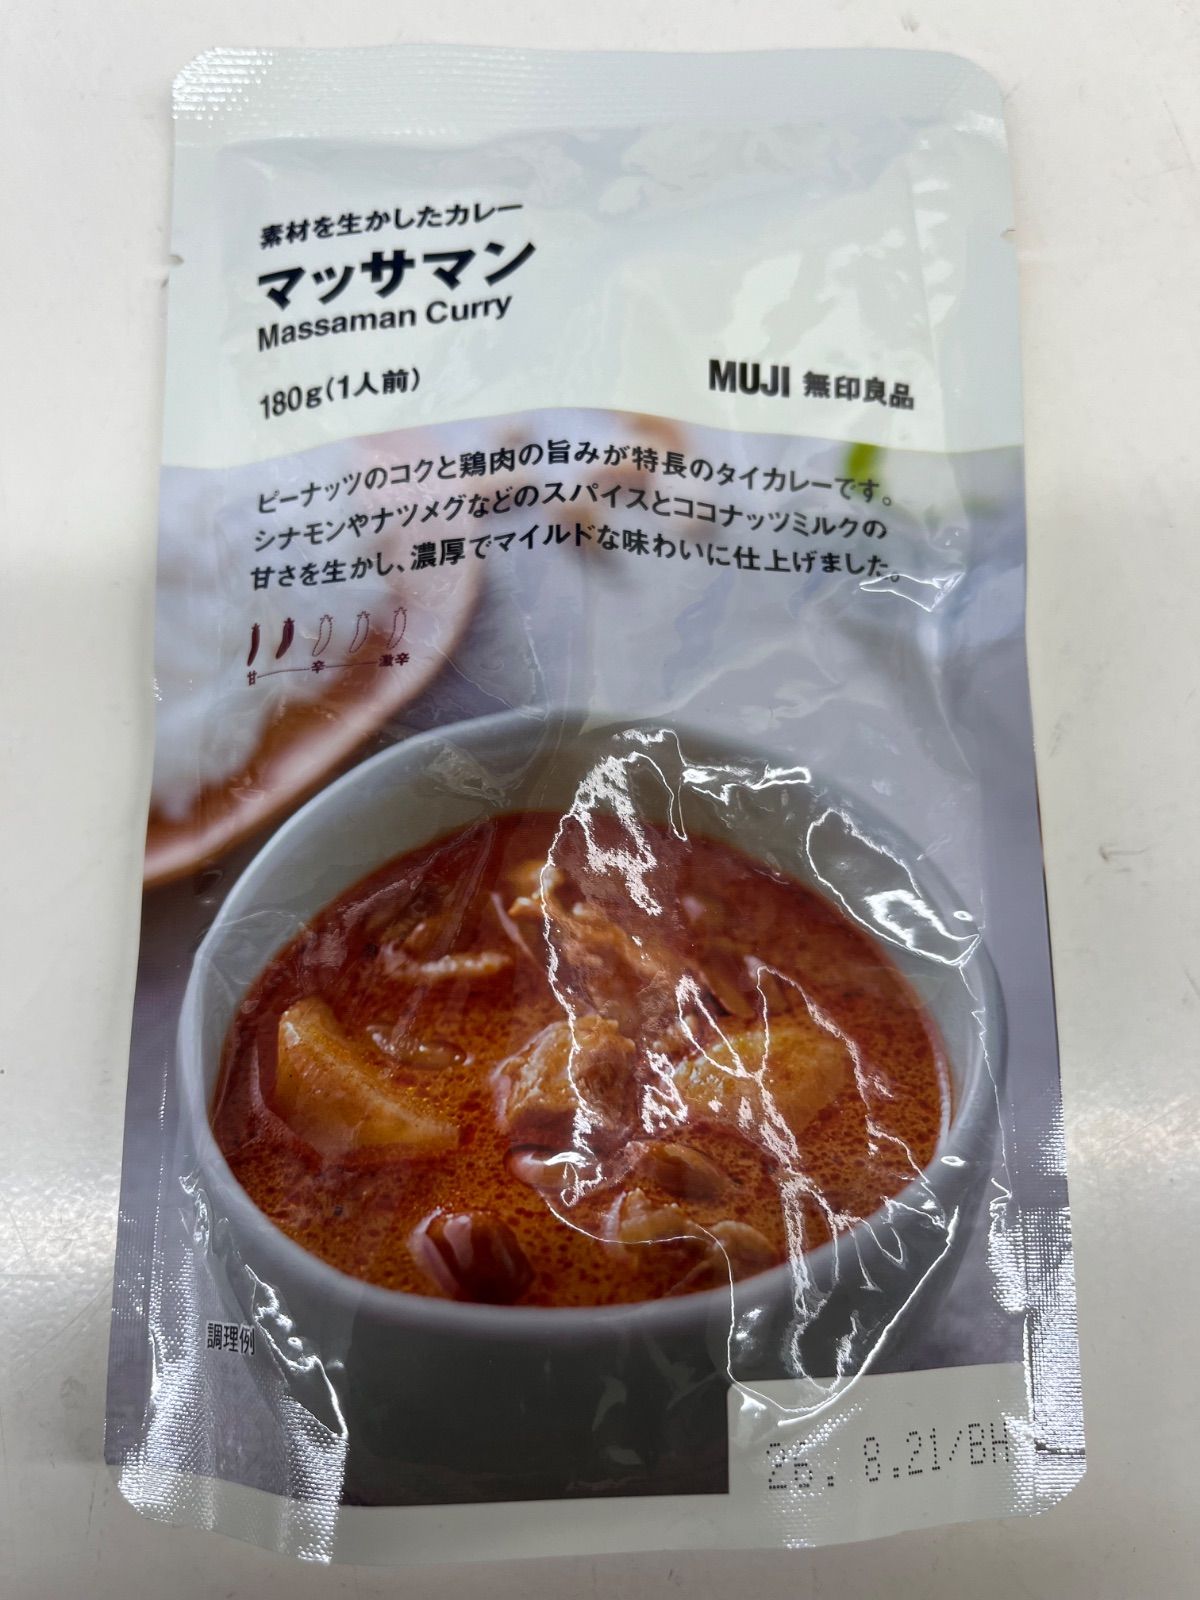 素材を生かしたカレー
マッサマン
Massaman Curry
180g(1人前)
MUJI 無印良品
ピーナッツのコクと鶏肉の旨みが特長のタイカレーです。
シナモンやナツメグなどのスパイスとココナッツミルクの
甘さを生かし、濃厚でマイルドな味わいに仕上げました。
甘 辛 激辛
調理例
26. 8.21/BH